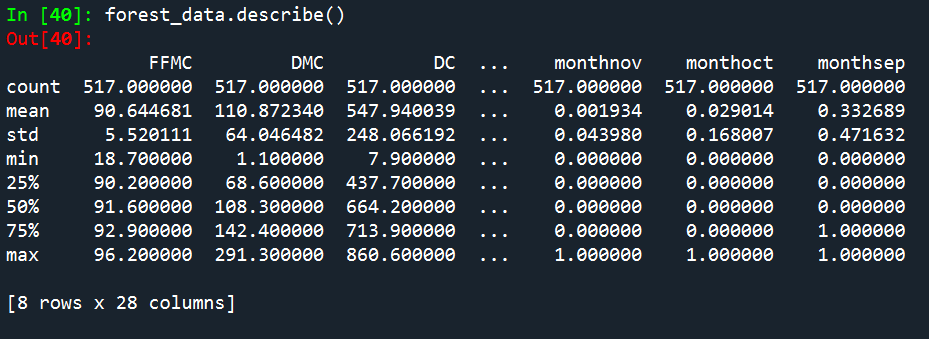 In [40]: forest_data.describe()
Out[40]:
             FFMC         DMC          DC  ...    monthnov    monthoct    monthsep
count  517.000000  517.000000  517.000000  ...  517.000000  517.000000  517.000000
mean    90.644681  110.872340  547.940039  ...    0.001934    0.029014    0.332689
std      5.520111   64.046482  248.066192  ...    0.043980    0.168007    0.471632
min     18.700000    1.100000    7.900000  ...    0.000000    0.000000    0.000000
25%     90.200000   68.600000  437.700000  ...    0.000000    0.000000    0.000000
50%     91.600000  108.300000  664.200000  ...    0.000000    0.000000    0.000000
75%     92.900000  142.400000  713.900000  ...    0.000000    0.000000    1.000000
max     96.200000  291.300000  860.600000  ...    1.000000    1.000000    1.000000
[8 rows x 28 columns]